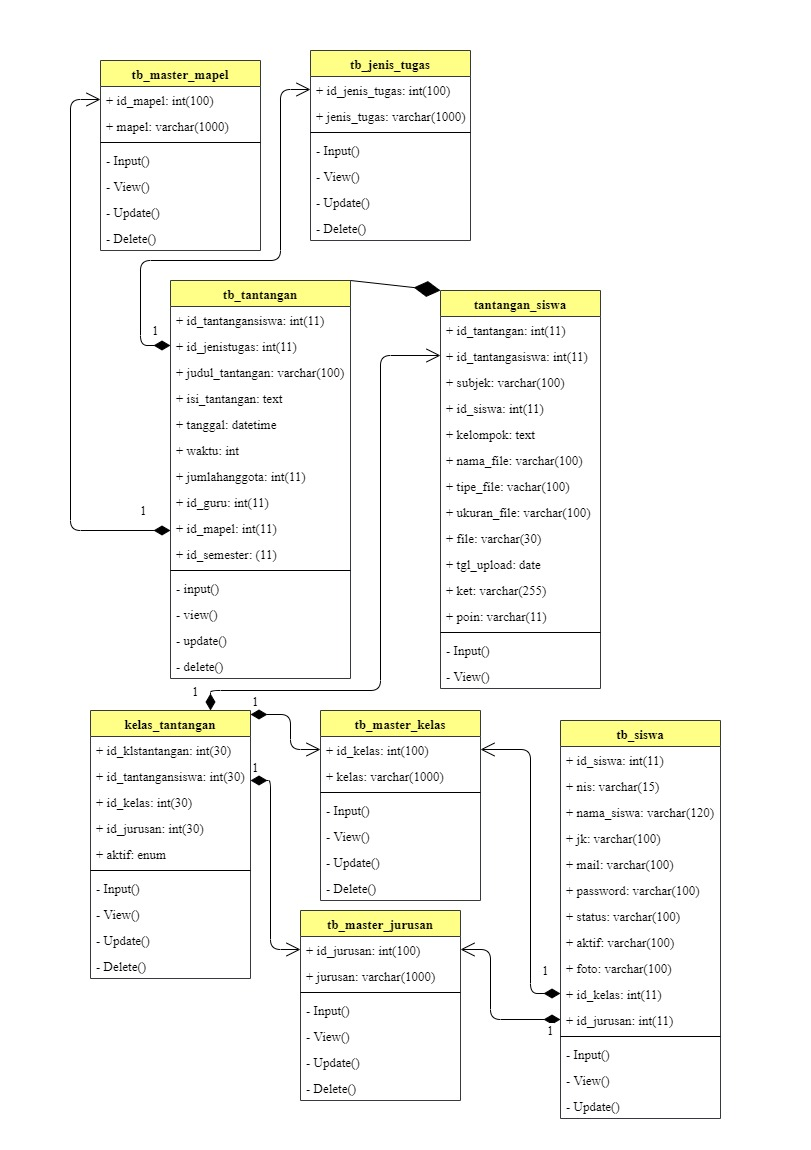 tb_master_mapel
+ id_mapel: int(100)
+ mapel: varchar(1000)
- Input()
- View()
- Update()
- Delete()
tb_jenis_tugas
+ id_jenis_tugas: int(100)
+ jenis_tugas: varchar(1000)
- Input()
- View()
- Update()
- Delete()
1
1
tb_tantangan
+ id_tantangansiswa: int(11)
+ id_jenistugas: int(11)
+ judul_tantangan: varchar(100)
+ isi_tantangan: text
+ tanggal: datetime
+ waktu: int
+ jumlahanggota: int(11)
+ id_guru: int(11)
+ id_mapel: int(11)
+ id_semester: (11)
- input()
- view()
- update()
- delete()
tantangan_siswa
+ id_tantangan: int(11)
+ id_tantangasiswa: int(11)
+ subjek: varchar(100)
+ id_siswa: int(11)
+ kelompok: text
+ nama_file: varchar(100)
+ tipe_file: vachar(100)
+ ukuran_file: varchar(100)
+ file: varchar(30)
+ tgl_upload: date
+ ket: varchar(255)
+ poin: varchar(11)
- Input()
- View()
1
1
1
kelas_tantangan
+ id_klstantangan: int(30)
+ id_tantangansiswa: int(30)
+ id_kelas: int(30)
+ id_jurusan: int(30)
+ aktif: enum
- Input()
- View()
- Update()
- Delete()
tb_master_kelas
+ id_kelas: int(100)
+ kelas: varchar(1000)
- Input()
- View()
- Update()
- Delete()
tb_master_jurusan
+ id_jurusan: int(100)
+ jurusan: varchar(1000)
- Input()
- View()
- Update()
- Delete()
tb_siswa
+ id_siswa: int(11)
+ nis: varchar(15)
+ nama_siswa: varchar(120)
+ jk: varchar(100)
+ mail: varchar(100)
+ password: varchar(100)
+ status: varchar(100)
+ aktif: varchar(100)
+ foto: varchar(100)
+ id_kelas: int(11)
+ id_jurusan: int(11)
- Input()
- View()
- Update()
1
1